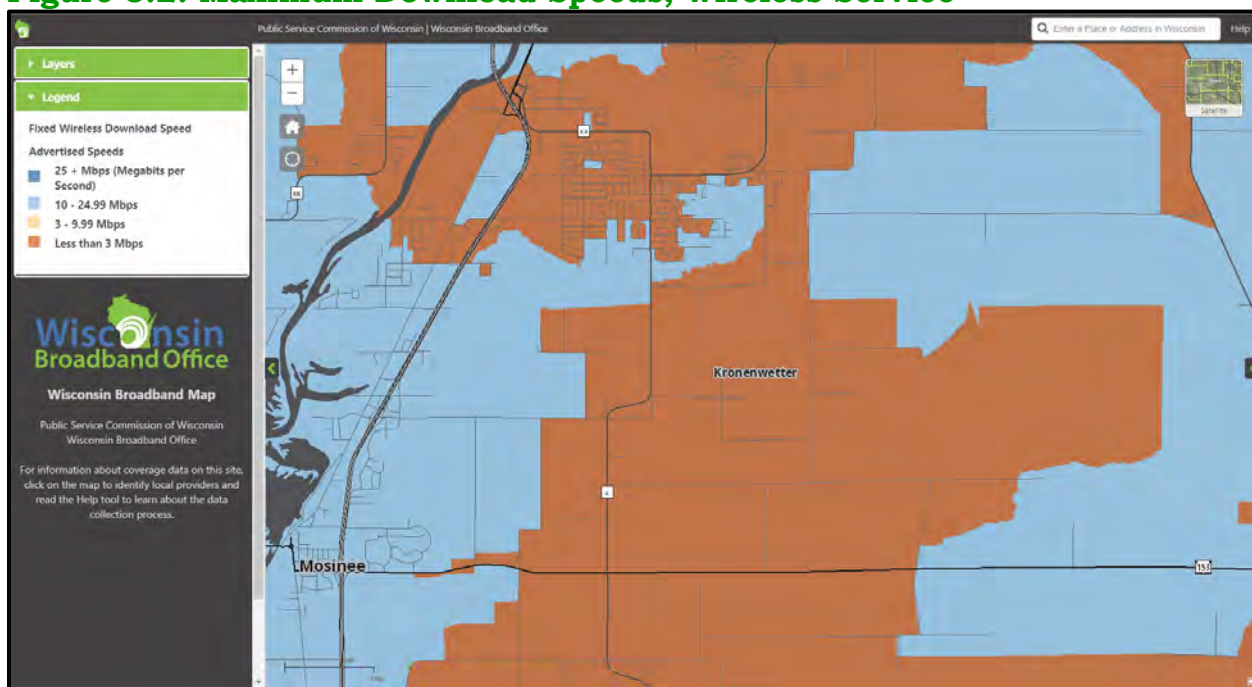 Public Service Commission of Wisconsin | Wisconsin Broadband Office
Enter a Place or Address in Wisconsin
Help
Layers
Legend
Fixed Wireless Download Speed
Advertised Speeds
25 + Mbps (Megabits per
Second)
10 - 24.99 Mbps
3 - 9.99 Mbps
Less than 3 Mbps
Wisconsin
Broadband Office
Wisconsin Broadband Map
Public Service Commission of Wisconsin
Wisconsin Broadband Office
For information about coverage data on this site,
click on the map to identify local providers and
read the Help tool to learn about the data
collection process.
+
−
Satellite
Kronenwetter
Mosinee
153